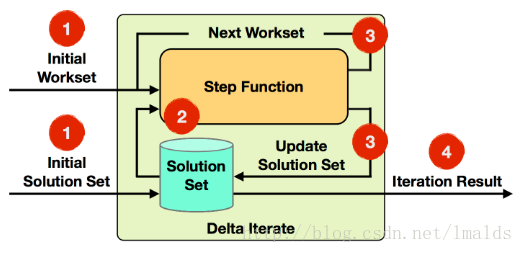 1
Next Workset
3
Initial
Workset
Step Function
1
2
3
4
Initial
Solution Set
Solution
Set
Update
Solution Set
Iteration Result
Delta Iterate
http://blog.csdn.net/lmalds